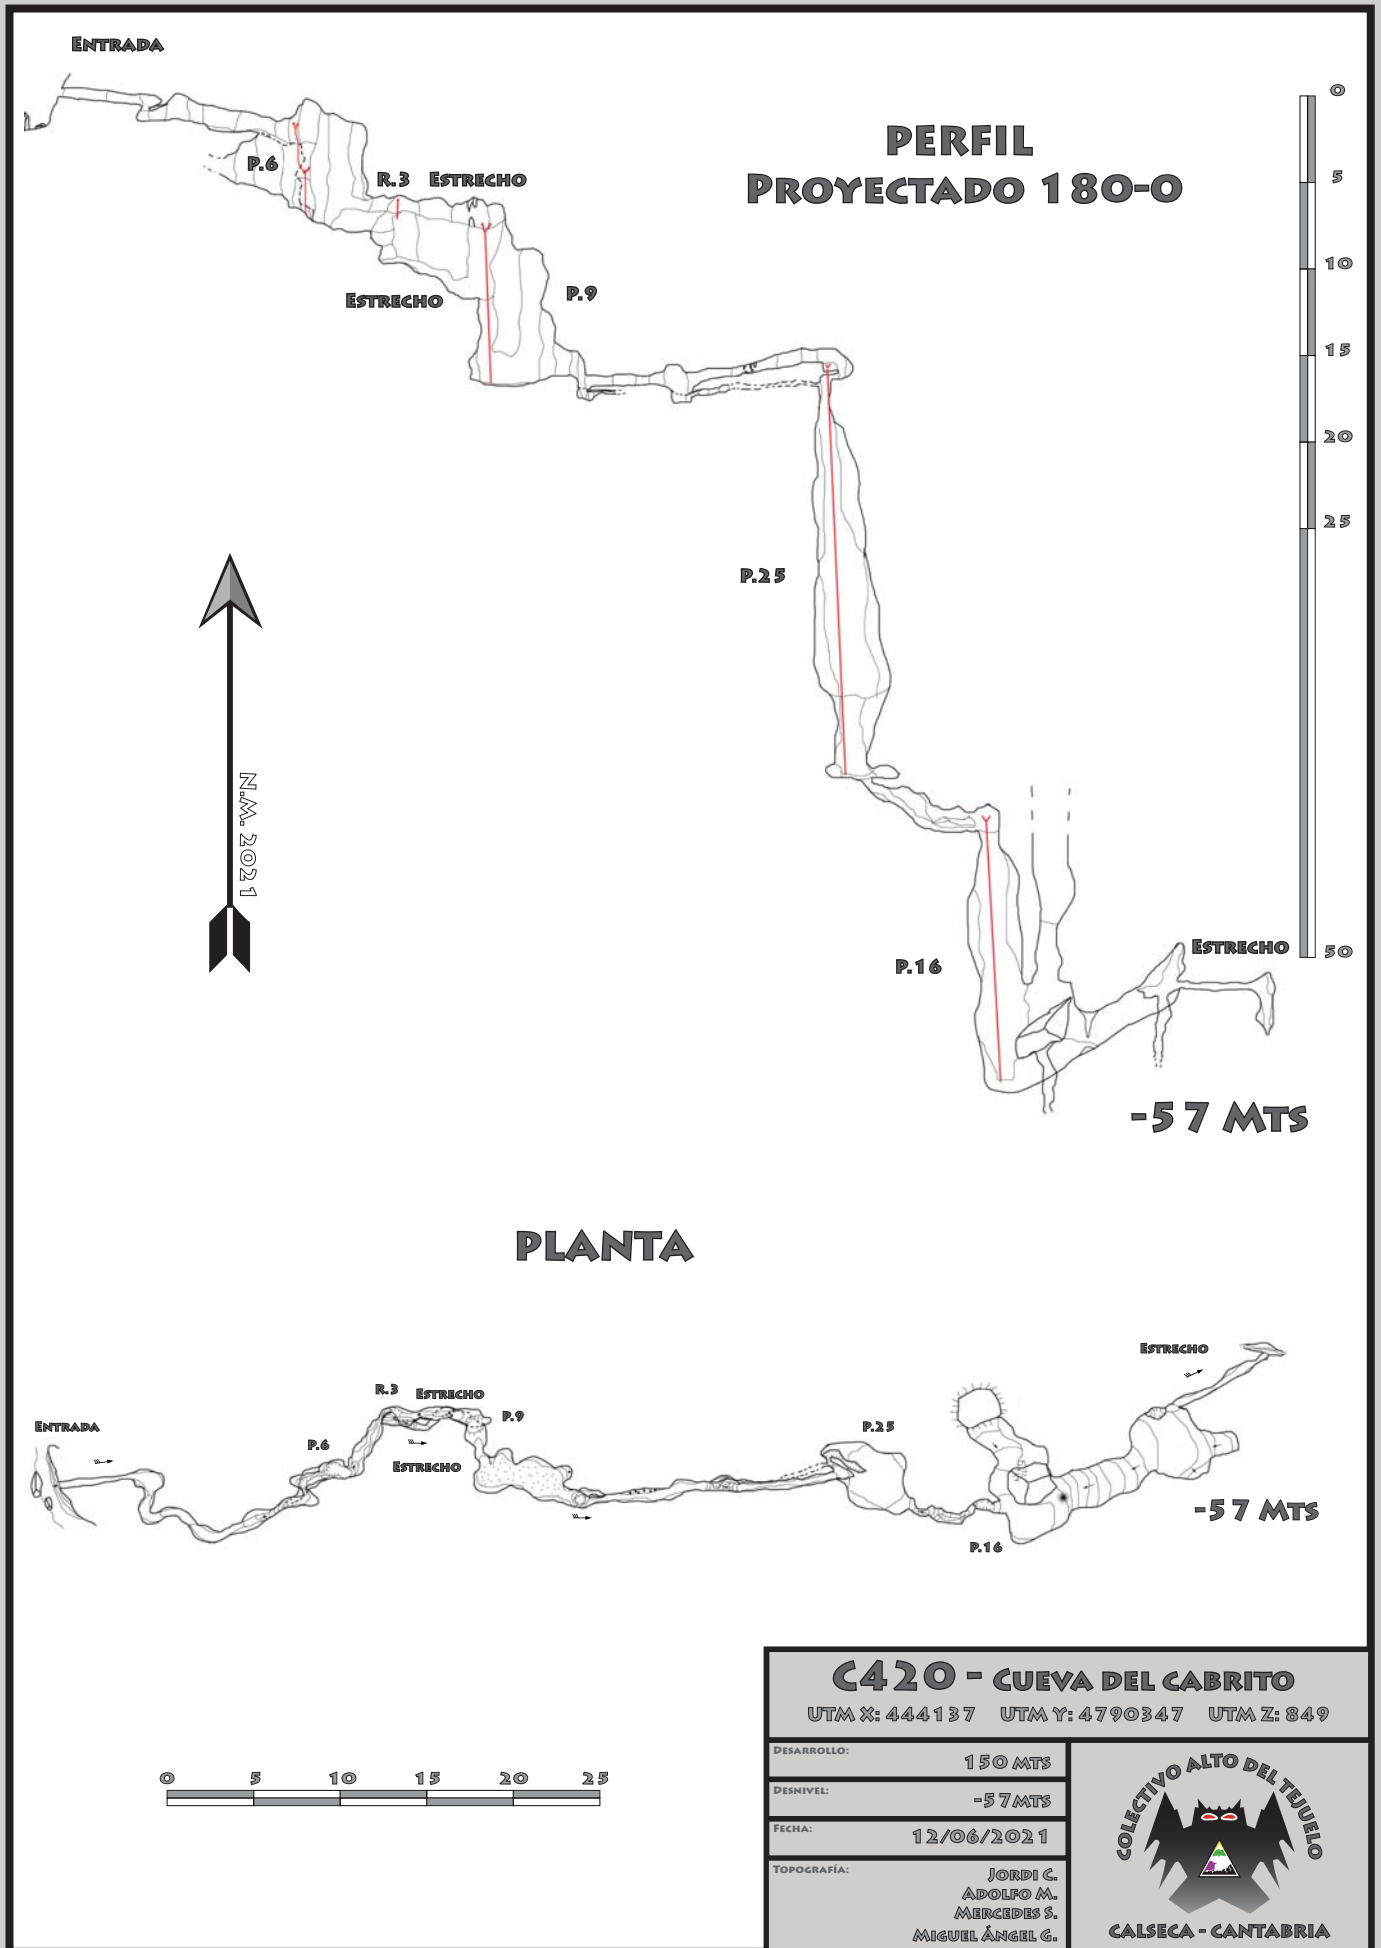 Entrada
PERFIL
Proyectado 180-0
P.6
R.3 Estrecho
Estrecho
P.9
P.25
P.16
Estrecho
-57 Mts
0
5
10
15
20
25
50
N.M. 2021
PLANTA
Entrada
P.6
R.3 Estrecho
P.9
Estrecho
P.25
P.16
Estrecho
-57 Mts
0 5 10 15 20 25
C420 - Cueva del Cabrito
UTM X: 444137 UTM Y: 4790347 UTM Z: 849
Desarrollo: 150 mts
Desnivel: -57mts
Fecha: 12/06/2021
Topografía: Jordi C.
Adolfo M.
Mercedes S.
Miguel Ángel G.
COLECTIVO ALTO DEL TEJUELO
CALSECA - CANTABRIA